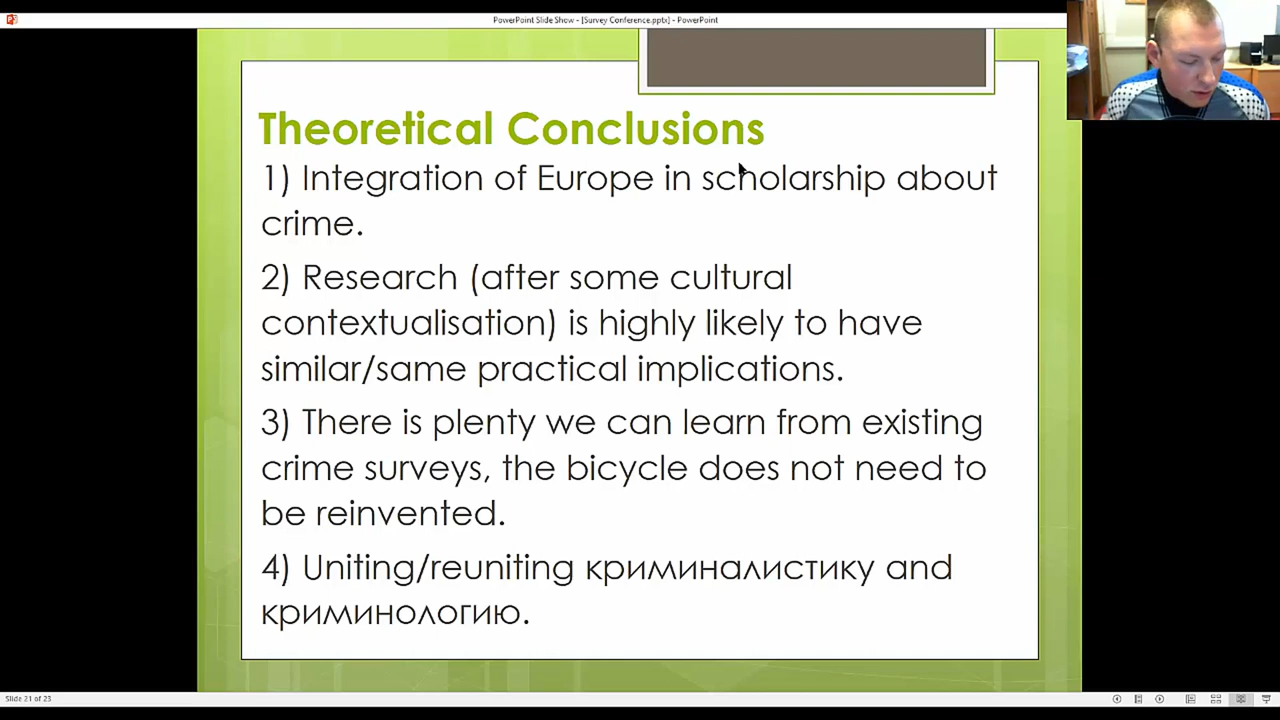 PowerPoint Slide Show - [Survey Conference.pptx] - PowerPoint
Theoretical Conclusions
1) Integration of Europe in scholarship about
crime.
2) Research (after some cultural
contextualisation) is highly likely to have
similar/same practical implications.
3) There is plenty we can learn from existing
crime surveys, the bicycle does not need to
be reinvented.
4) Uniting/reuniting криминалистику and
криминологию.
Slide 21 of 23